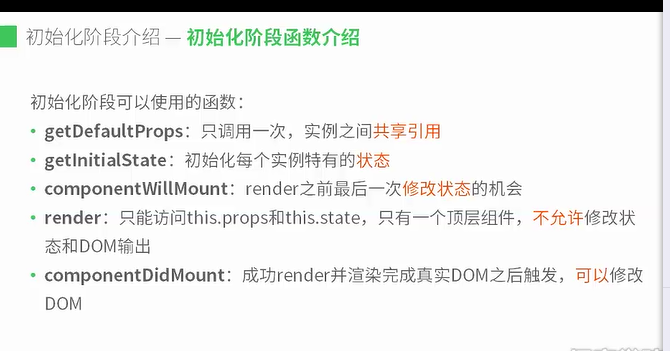 初始化阶段介绍 — 初始化阶段函数介绍
初始化阶段可以使用的函数：
• getDefaultProps：只调用一次，实例之间共享引用
• getInitialState：初始化每个实例特有的状态
• componentWillMount：render之前最后一次修改状态的机会
• render：只能访问this.props和this.state，只有一个顶层组件，不允许修改状
态和DOM输出
• componentDidMount：成功render并渲染完成真实DOM之后触发，可以修改
DOM